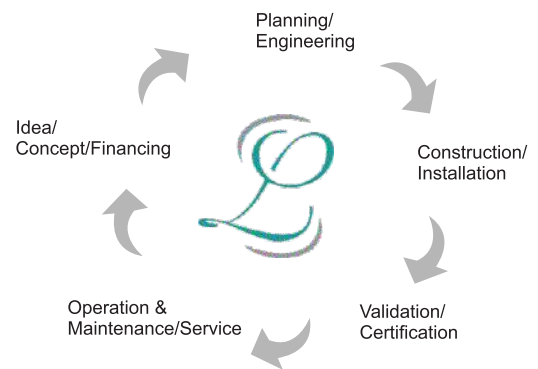 Planning/
Engineering
Construction/
Installation
Validation/
Certification
Operation &
Maintenance/Service
Idea/
Concept/Financing
L